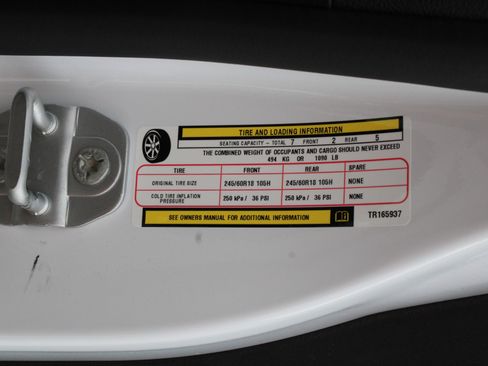 TIRE AND LOADING INFORMATION
SEATING CAPACITY - TOTAL 7 FRONT 2 REAR 5
THE COMBINED WEIGHT OF OCCUPANTS AND CARGO SHOULD NEVER EXCEED
494 KG OR 1090 LB
TIRE FRONT REAR SPARE
ORIGINAL TIRE SIZE 245/60R18 105H 245/60R18 105H NONE
COLD TIRE INFLATION PRESSURE 250 kPa / 36 PSI 250 kPa / 36 PSI NONE
SEE OWNERS MANUAL FOR ADDITIONAL INFORMATION TR165937